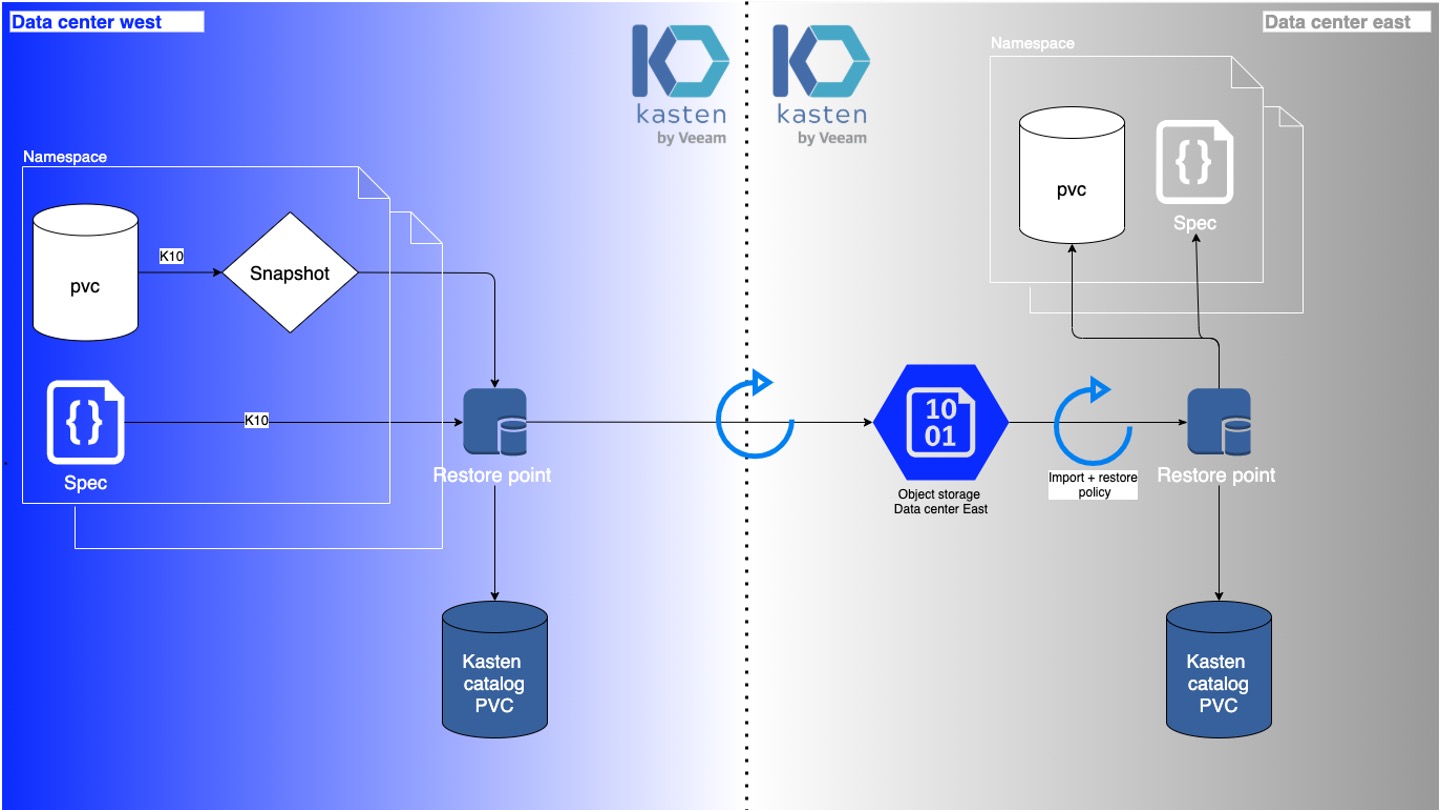 Data center west
kasten
by Veeam
kasten
by Veeam
Data center east
Namespace
pvc
{}
Spec
Namespace
pvc
K10
Snapshot
{}
Spec
K10
Restore point
10
01
Object storage
Data center East
Import + restore
policy
Restore point
Kasten
catalog
PVC
Kasten
catalog
PVC